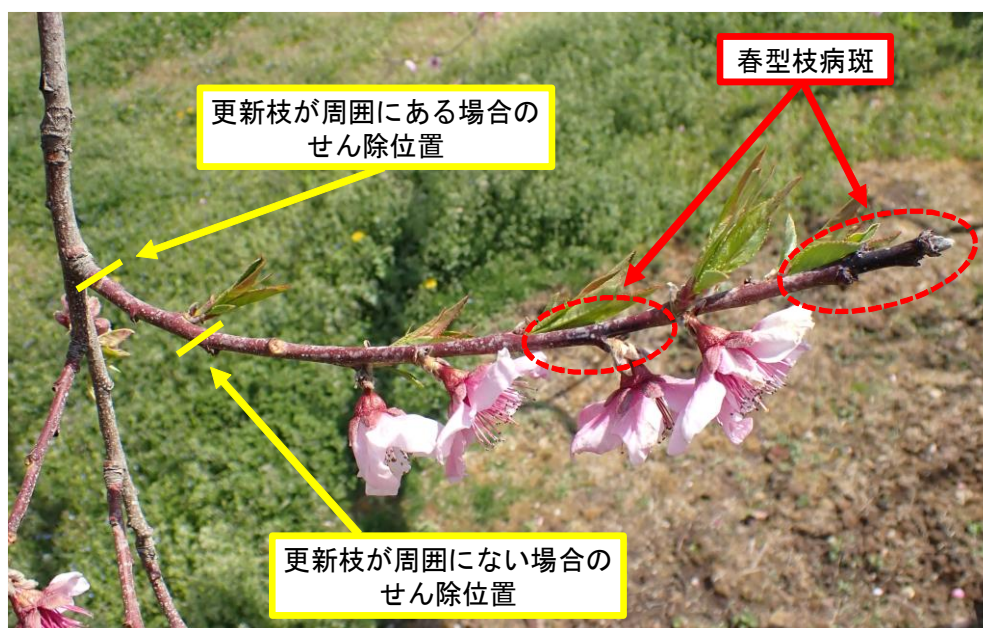 春型枝病斑
更新枝が周囲にある場合の
せん除位置
更新枝が周囲にない場合の
せん除位置